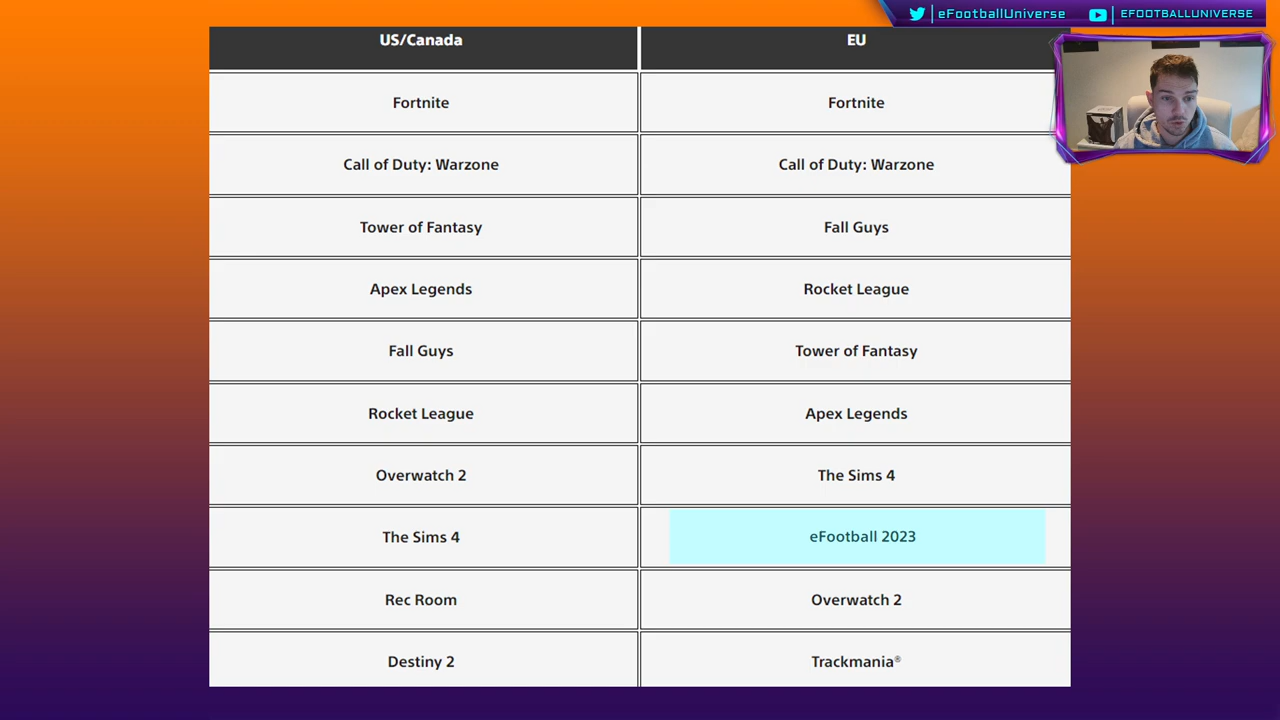 eFootballUniverse EFOOTBALLUNIVERSE
US/Canada EU
Fortnite Fortnite
Call of Duty: Warzone Call of Duty: Warzone
Tower of Fantasy Fall Guys
Apex Legends Rocket League
Fall Guys Tower of Fantasy
Rocket League Apex Legends
Overwatch 2 The Sims 4
The Sims 4 eFootball 2023
Rec Room Overwatch 2
Destiny 2 Trackmania®